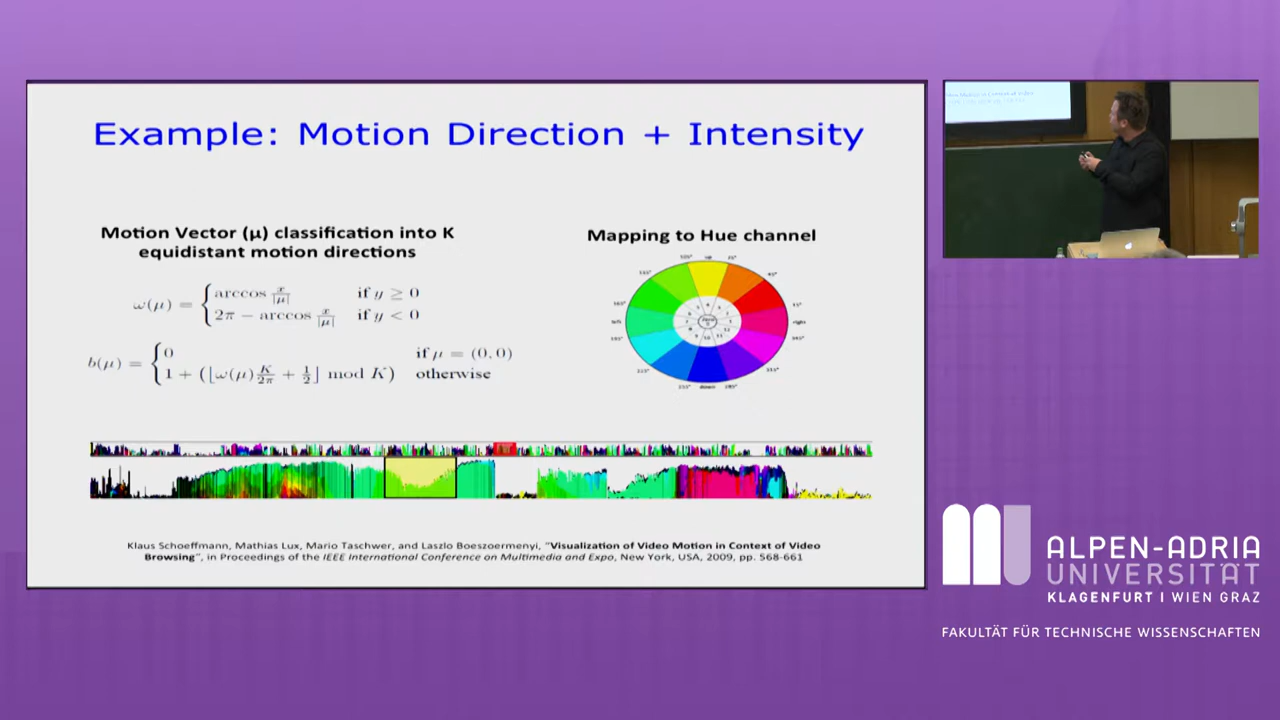 Example: Motion Direction + Intensity
Motion Vector (μ) classification into K
equidistant motion directions
ω(μ) = { arccos x/|μ| if y ≥ 0
2π − arccos x/|μ| if y < 0
b(μ) = { 0 if μ = (0, 0)
1 + (⌊ω(μ) K/2π + 1/2⌋ mod K) otherwise
Mapping to Hue channel
Klaus Schoeffmann, Mathias Lux, Mario Taschwer, and Laszlo Boeszoermenyi, "Visualization of Video Motion in Context of Video
Browsing", in Proceedings of the IEEE International Conference on Multimedia and Expo, New York, USA, 2009, pp. 568-661
ALPEN-ADRIA
UNIVERSITÄT
KLAGENFURT | WIEN GRAZ
FAKULTÄT FÜR TECHNISCHE WISSENSCHAFTEN